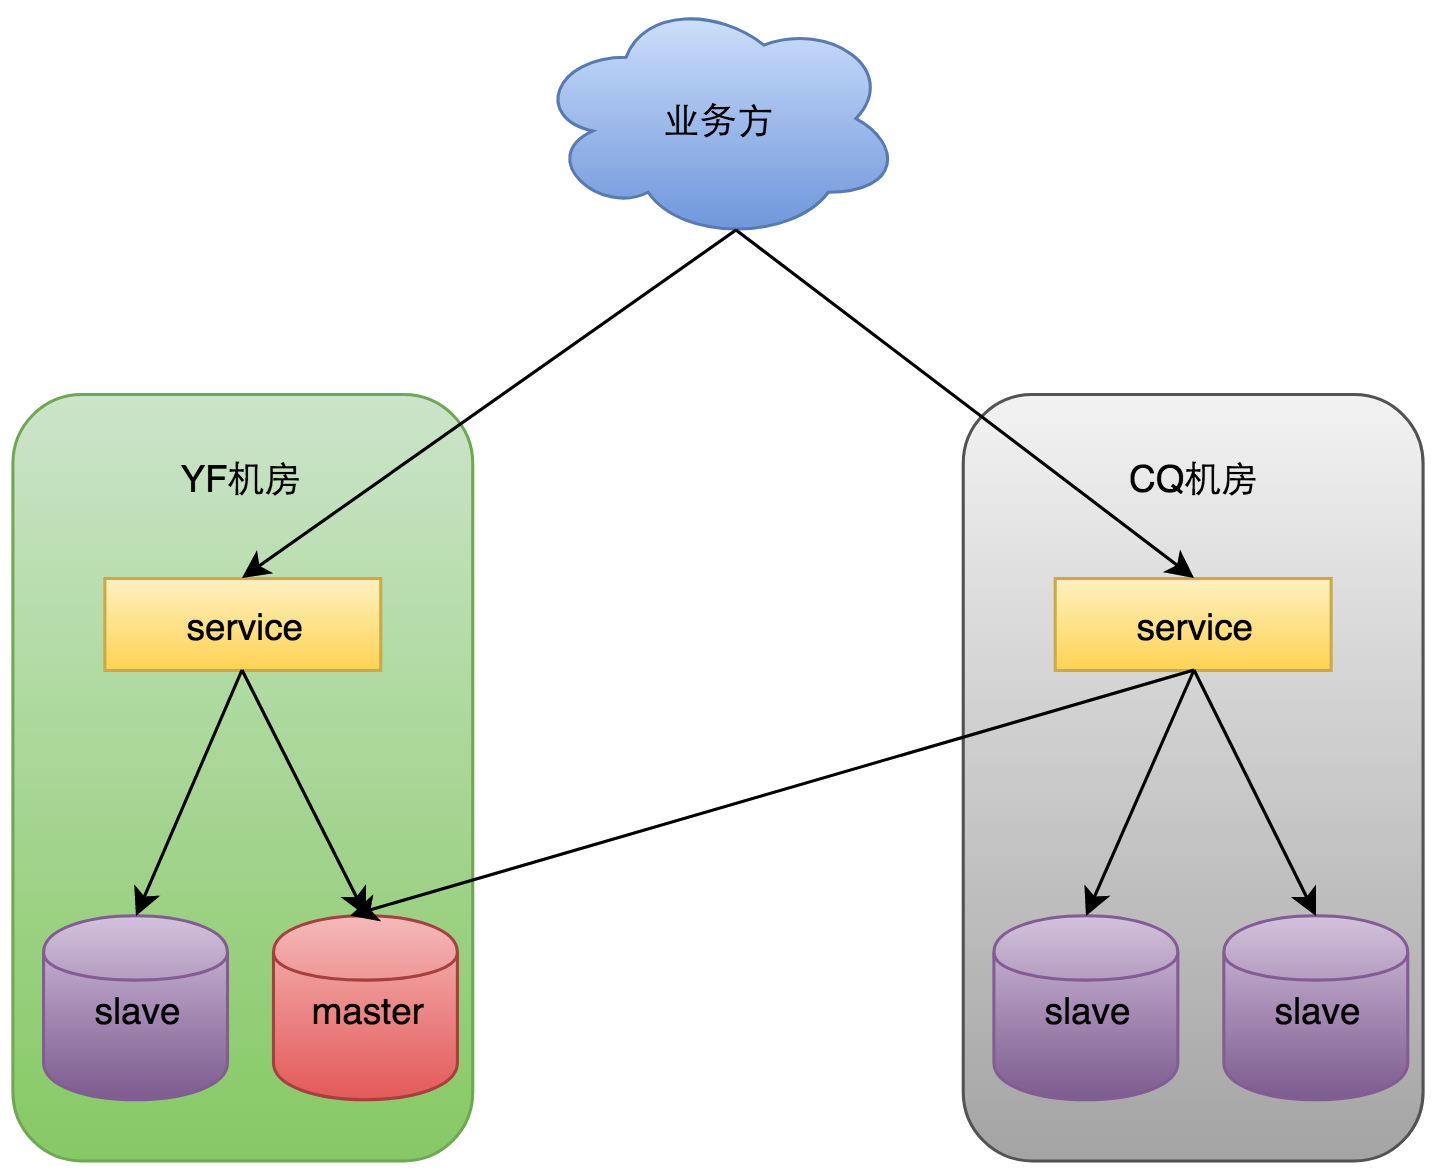 业务方
YF机房
CQ机房
service
service
slave
master
slave
slave